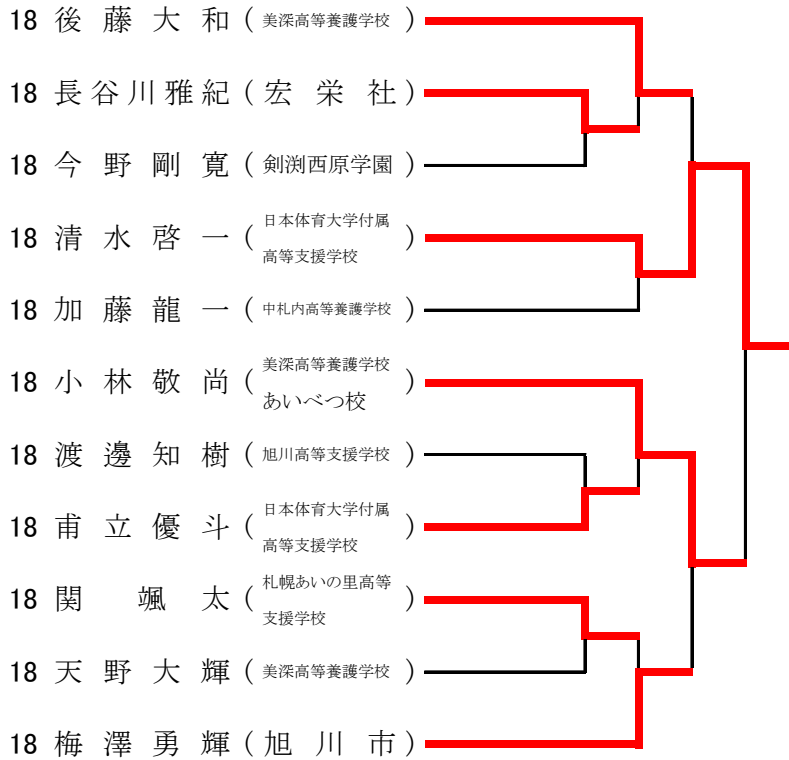 18 後藤大和(美深高等養護学校)
18 長谷川雅紀(宏栄社)
18 今野剛寛(剣渕西原学園)
18 清水啓一(日本体育大学付属
高等支援学校)
18 加藤龍一(中札内高等養護学校)
18 小林敬尚(美深高等養護学校
あいべつ校)
18 渡邊知樹(旭川高等支援学校)
18 甫立優斗(日本体育大学付属
高等支援学校)
18 関颯太(札幌あいの里高等
支援学校)
18 天野大輝(美深高等養護学校)
18 梅澤勇輝(旭川市)